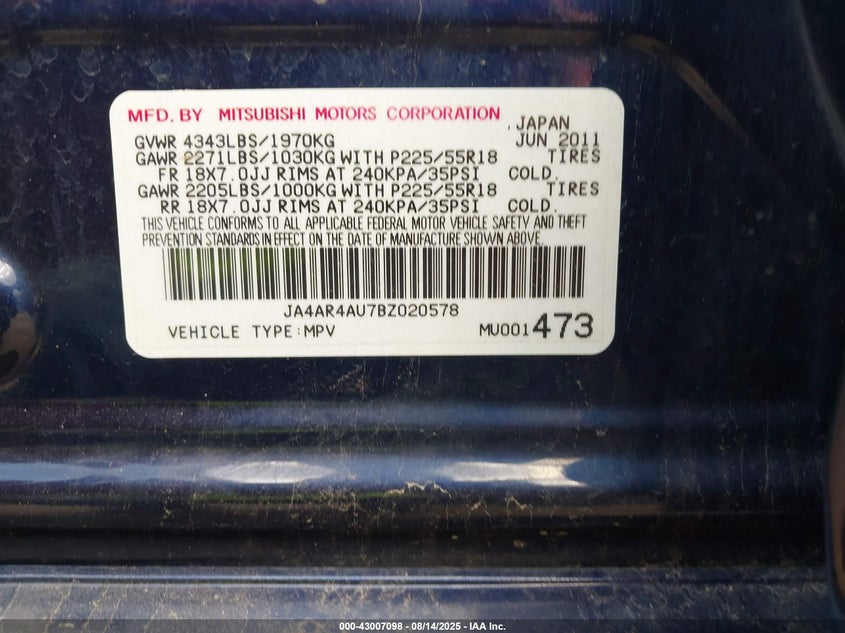 MFD. BY MITSUBISHI MOTORS CORPORATION
, JAPAN
GVWR 4343LBS/1970KG JUN 2011
GAWR 2271LBS/1030KG WITH P225/55R18 TIRES
FR 18X7.0JJ RIMS AT 240KPA/35PSI COLD.
GAWR 2205LBS/1000KG WITH P225/55R18 TIRES
RR 18X7.0JJ RIMS AT 240KPA/35PSI COLD.
THIS VEHICLE CONFORMS TO ALL APPLICABLE FEDERAL MOTOR VEHICLE SAFETY AND THEFT
PREVENTION STANDARDS IN EFFECT ON THE DATE OF MANUFACTURE SHOWN ABOVE.
JA4AR4AU7BZ020578
VEHICLE TYPE:MPV MU001473
000-43007098 - 08/14/2025 - IAA Inc.